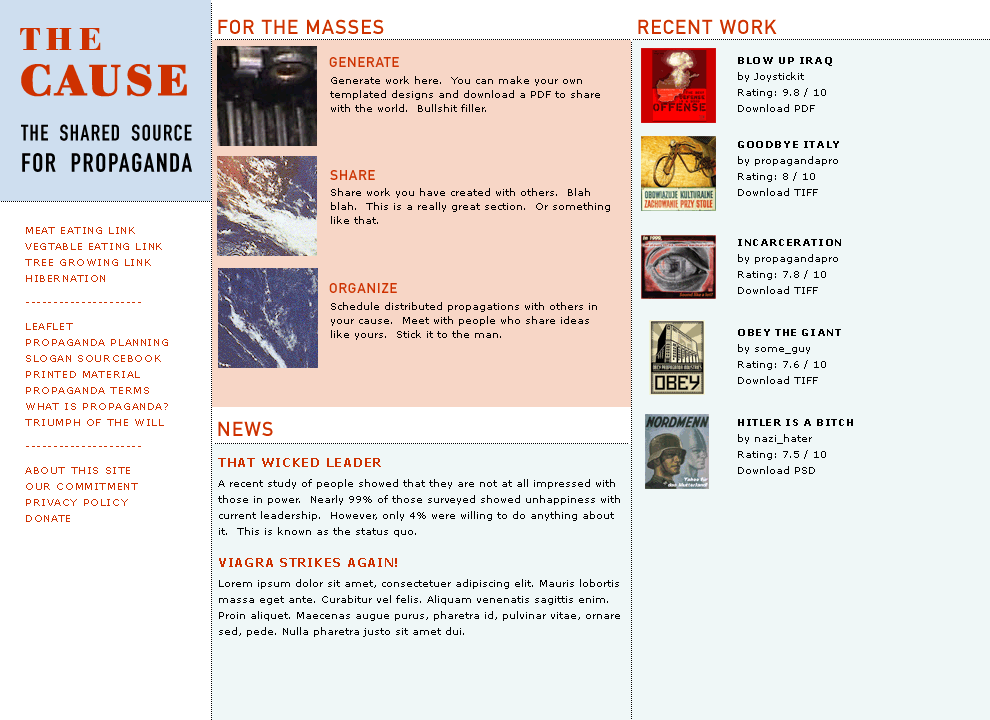 THE
CAUSE
THE SHARED SOURCE
FOR PROPAGANDA
MEAT EATING LINK
VEGTABLE EATING LINK
TREE GROWING LINK
HIBERNATION
---------------------
LEAFLET
PROPAGANDA PLANNING
SLOGAN SOURCEBOOK
PRINTED MATERIAL
PROPAGANDA TERMS
WHAT IS PROPAGANDA?
TRIUMPH OF THE WILL
---------------------
ABOUT THIS SITE
OUR COMMITMENT
PRIVACY POLICY
DONATE
FOR THE MASSES
GENERATE
Generate work here.  You can make your own
templated designs and download a PDF to share
with the world.  Bullshit filler.
SHARE
Share work you have created with others.  Blah
blah.  This is a really great section.  Or something
like that.
ORGANIZE
Schedule distributed propagations with others in
your cause.  Meet with people who share ideas
like yours.  Stick it to the man.
NEWS
THAT WICKED LEADER
A recent study of people showed that they are not at all impressed with
those in power.  Nearly 99% of those surveyed showed unhappiness with
current leadership.  However, only 4% were willing to do anything about
it.  This is known as the status quo.
VIAGRA STRIKES AGAIN!
Lorem ipsum dolor sit amet, consectetuer adipiscing elit. Mauris lobortis
massa eget ante. Curabitur vel felis. Aliquam venenatis sagittis enim.
Proin aliquet. Maecenas augue purus, pharetra id, pulvinar vitae, ornare
sed, pede. Nulla pharetra justo sit amet dui.
RECENT WORK
OFFENSE
BLOW UP IRAQ
by Joystickit
Rating: 9.8 / 10
Download PDF
OBOWIAZUJE KULTURALNE
ZACHOWANIE PRZY STOLE
GOODBYE ITALY
by propagandapro
Rating: 8 / 10
Download TIFF
In 1999,
INCARCERATION
by propagandapro
Rating: 7.8 / 10
Download TIFF
OBEY
OBEY THE GIANT
by some_guy
Rating: 7.6 / 10
Download TIFF
NORDMENN
HITLER IS A BITCH
by nazi_hater
Rating: 7.5 / 10
Download PSD